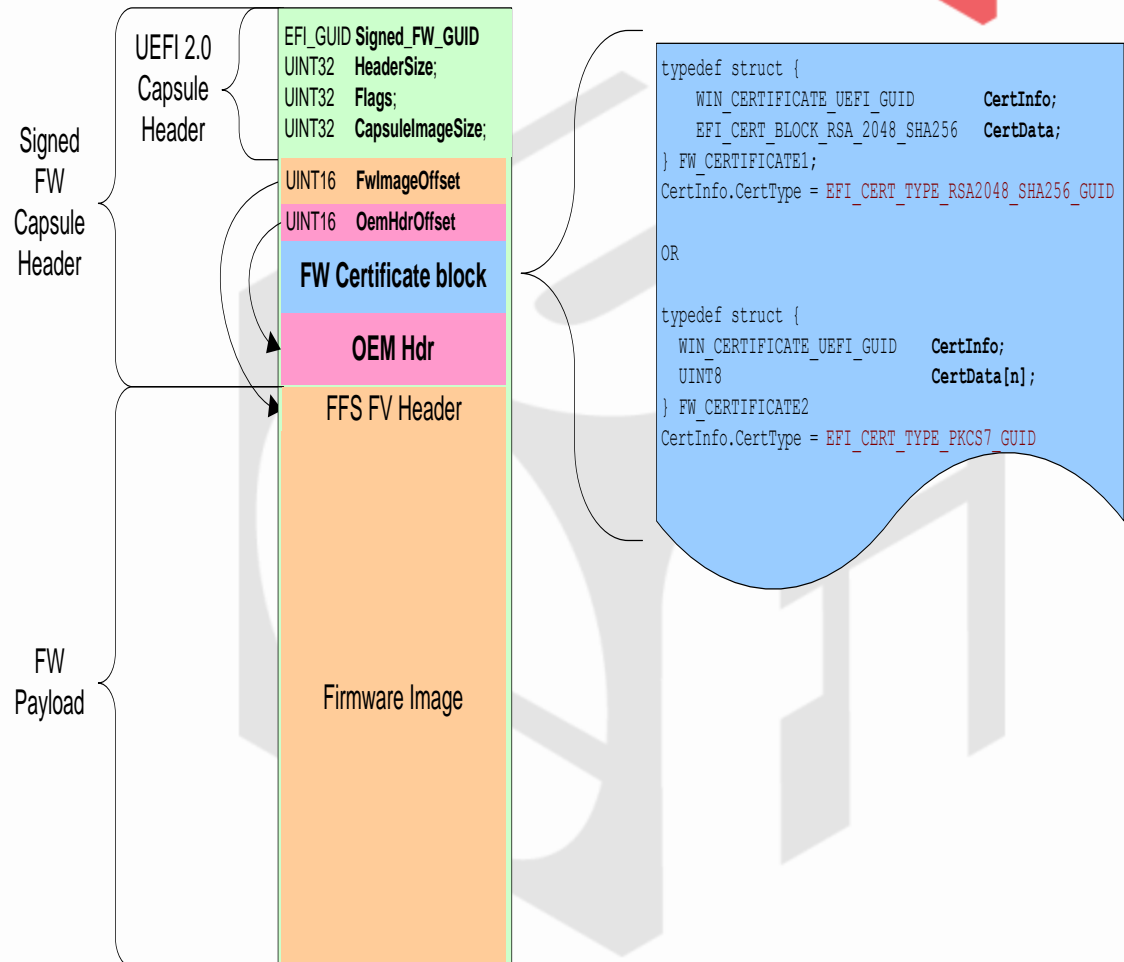 UEFI 2.0
Capsule
Header
Signed
FW
Capsule
Header
FW
Payload
EFI_GUID Signed_FW_GUID
UINT32 HeaderSize;
UINT32 Flags;
UINT32 CapsuleImageSize;
UINT16 FwImageOffset
UINT16 OemHdrOffset
FW Certificate block
OEM Hdr
FFS FV Header
Firmware Image
typedef struct {
WIN_CERTIFICATE_UEFI_GUID CertInfo;
EFI_CERT_BLOCK_RSA_2048_SHA256 CertData;
} FW_CERTIFICATE1;
CertInfo.CertType = EFI_CERT_TYPE_RSA2048_SHA256_GUID
OR
typedef struct {
WIN_CERTIFICATE_UEFI_GUID CertInfo;
UINT8 CertData[n];
} FW_CERTIFICATE2
CertInfo.CertType = EFI_CERT_TYPE_PKCS7_GUID